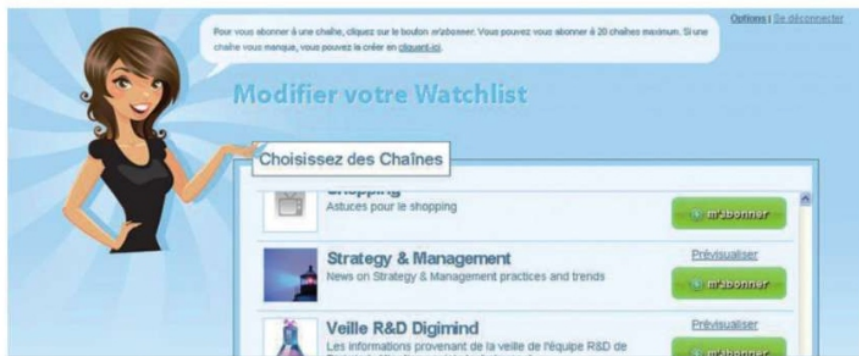 Options | Se déconnecter
Pour vous abonner à une chaîne, cliquez sur le bouton m'abonner. Vous pouvez vous abonner à 20 chaînes maximum. Si une
chaîne vous manque, vous pouvez la créer en cliquant-ici.
Modifier votre Watchlist
Choisissez des Chaînes
Shopping
Astuces pour le shopping
m'abonner
Strategy & Management
Prévisualiser
News on Strategy & Management practices and trends
m'abonner
Veille R&D Digimind
Prévisualiser
Les informations provenant de la veille de l'équipe R&D de
m'abonner